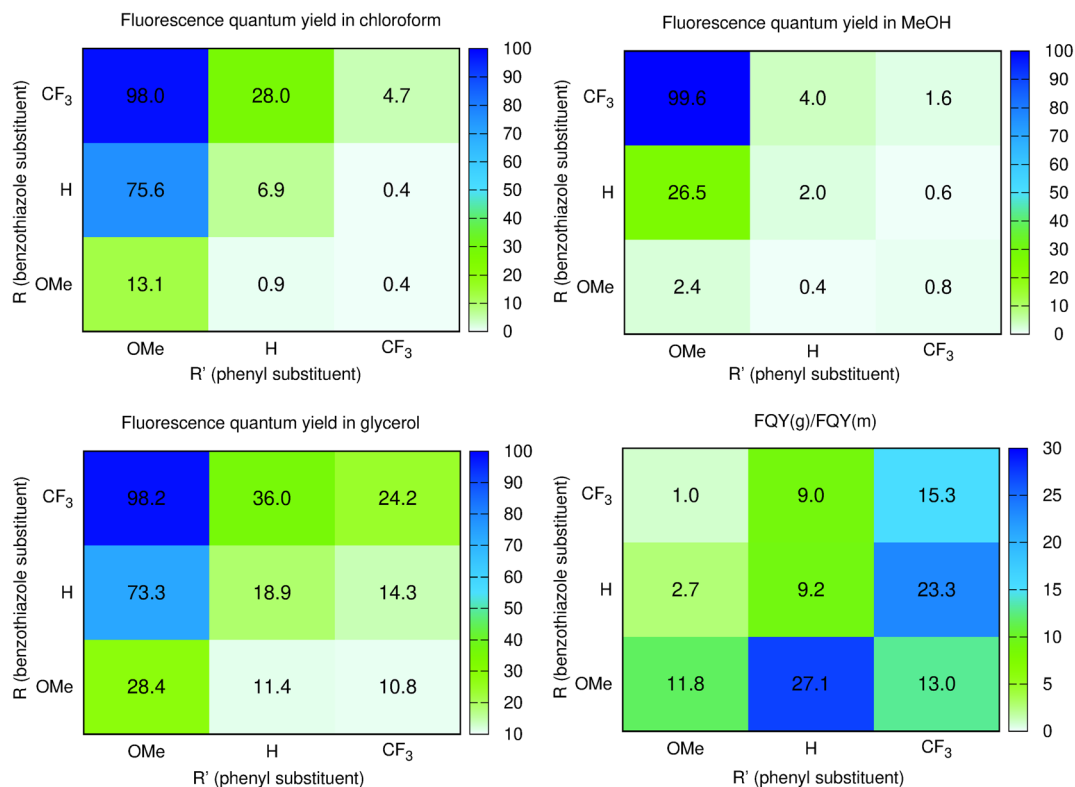 Fluorescence quantum yield in chloroform
R (benzothiazole substituent)
CF3 98.0 28.0 4.7
H 75.6 6.9 0.4
OMe 13.1 0.9 0.4
OMe H CF3
R' (phenyl substituent)
100
90
80
70
60
50
40
30
20
10
0
Fluorescence quantum yield in MeOH
R (benzothiazole substituent)
CF3 99.6 4.0 1.6
H 26.5 2.0 0.6
OMe 2.4 0.4 0.8
OMe H CF3
R' (phenyl substituent)
100
90
80
70
60
50
40
30
20
10
0
Fluorescence quantum yield in glycerol
R (benzothiazole substituent)
CF3 98.2 36.0 24.2
H 73.3 18.9 14.3
OMe 28.4 11.4 10.8
OMe H CF3
R' (phenyl substituent)
100
90
80
70
60
50
40
30
20
10
FQY(g)/FQY(m)
R (benzothiazole substituent)
CF3 1.0 9.0 15.3
H 2.7 9.2 23.3
OMe 11.8 27.1 13.0
OMe H CF3
R' (phenyl substituent)
30
25
20
15
10
5
0